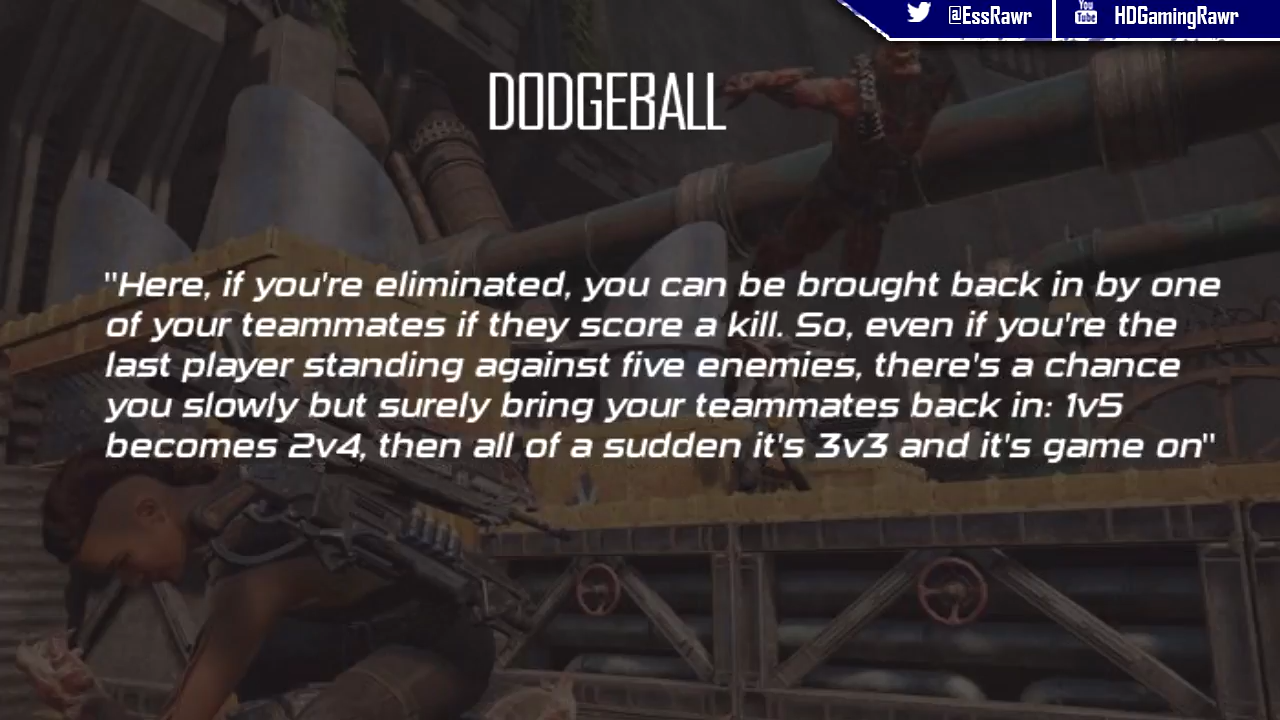 @EssRawr
You Tube HDGamingRawr
DODGEBALL
"Here, if you're eliminated, you can be brought back in by one
of your teammates if they score a kill. So, even if you're the
last player standing against five enemies, there's a chance
you slowly but surely bring your teammates back in: 1v5
becomes 2v4, then all of a sudden it's 3v3 and it's game on"